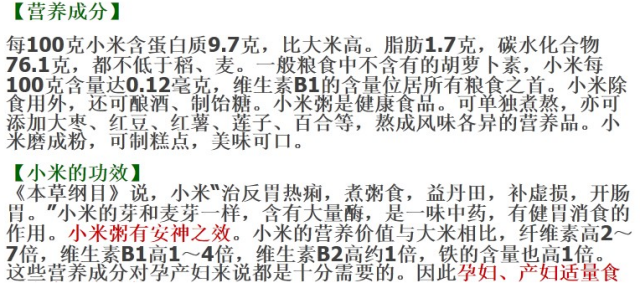 【营养成分】
每100克小米含蛋白质9.7克，比大米高。脂肪1.7克，碳水化合物
76.1克，都不低于稻、麦。一般粮食中不含有的胡萝卜素，小米每
100克含量达0.12毫克，维生素B1的含量位居所有粮食之首。小米除
食用外，还可酿酒、制饴糖。小米粥是健康食品。可单独煮熬，亦可
添加大枣、红豆、红薯、莲子、百合等，熬成风味各异的营养品。小
米磨成粉，可制糕点，美味可口。
【小米的功效】
《本草纲目》说，小米“治反胃热痢，煮粥食，益丹田，补虚损，开肠
胃。”小米的芽和麦芽一样，含有大量酶，是一味中药，有健胃消食的
作用。小米粥有安神之效。小米的营养价值与大米相比，纤维素高2～
7倍，维生素B1高1～4倍，维生素B2高约1倍，铁的含量也高1倍。
这些营养成分对孕产妇来说都是十分需要的。因此孕妇、产妇适量食